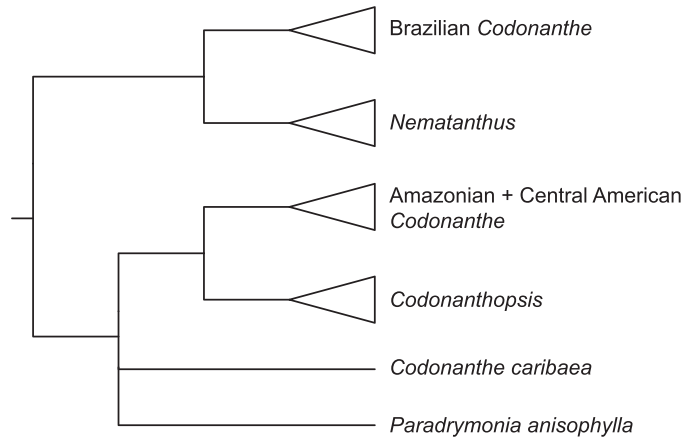 Brazilian Codonanthe
Nematanthus
Amazonian + Central American
Codonanthe
Codonanthopsis
Codonanthe caribaea
Paradrymonia anisophylla